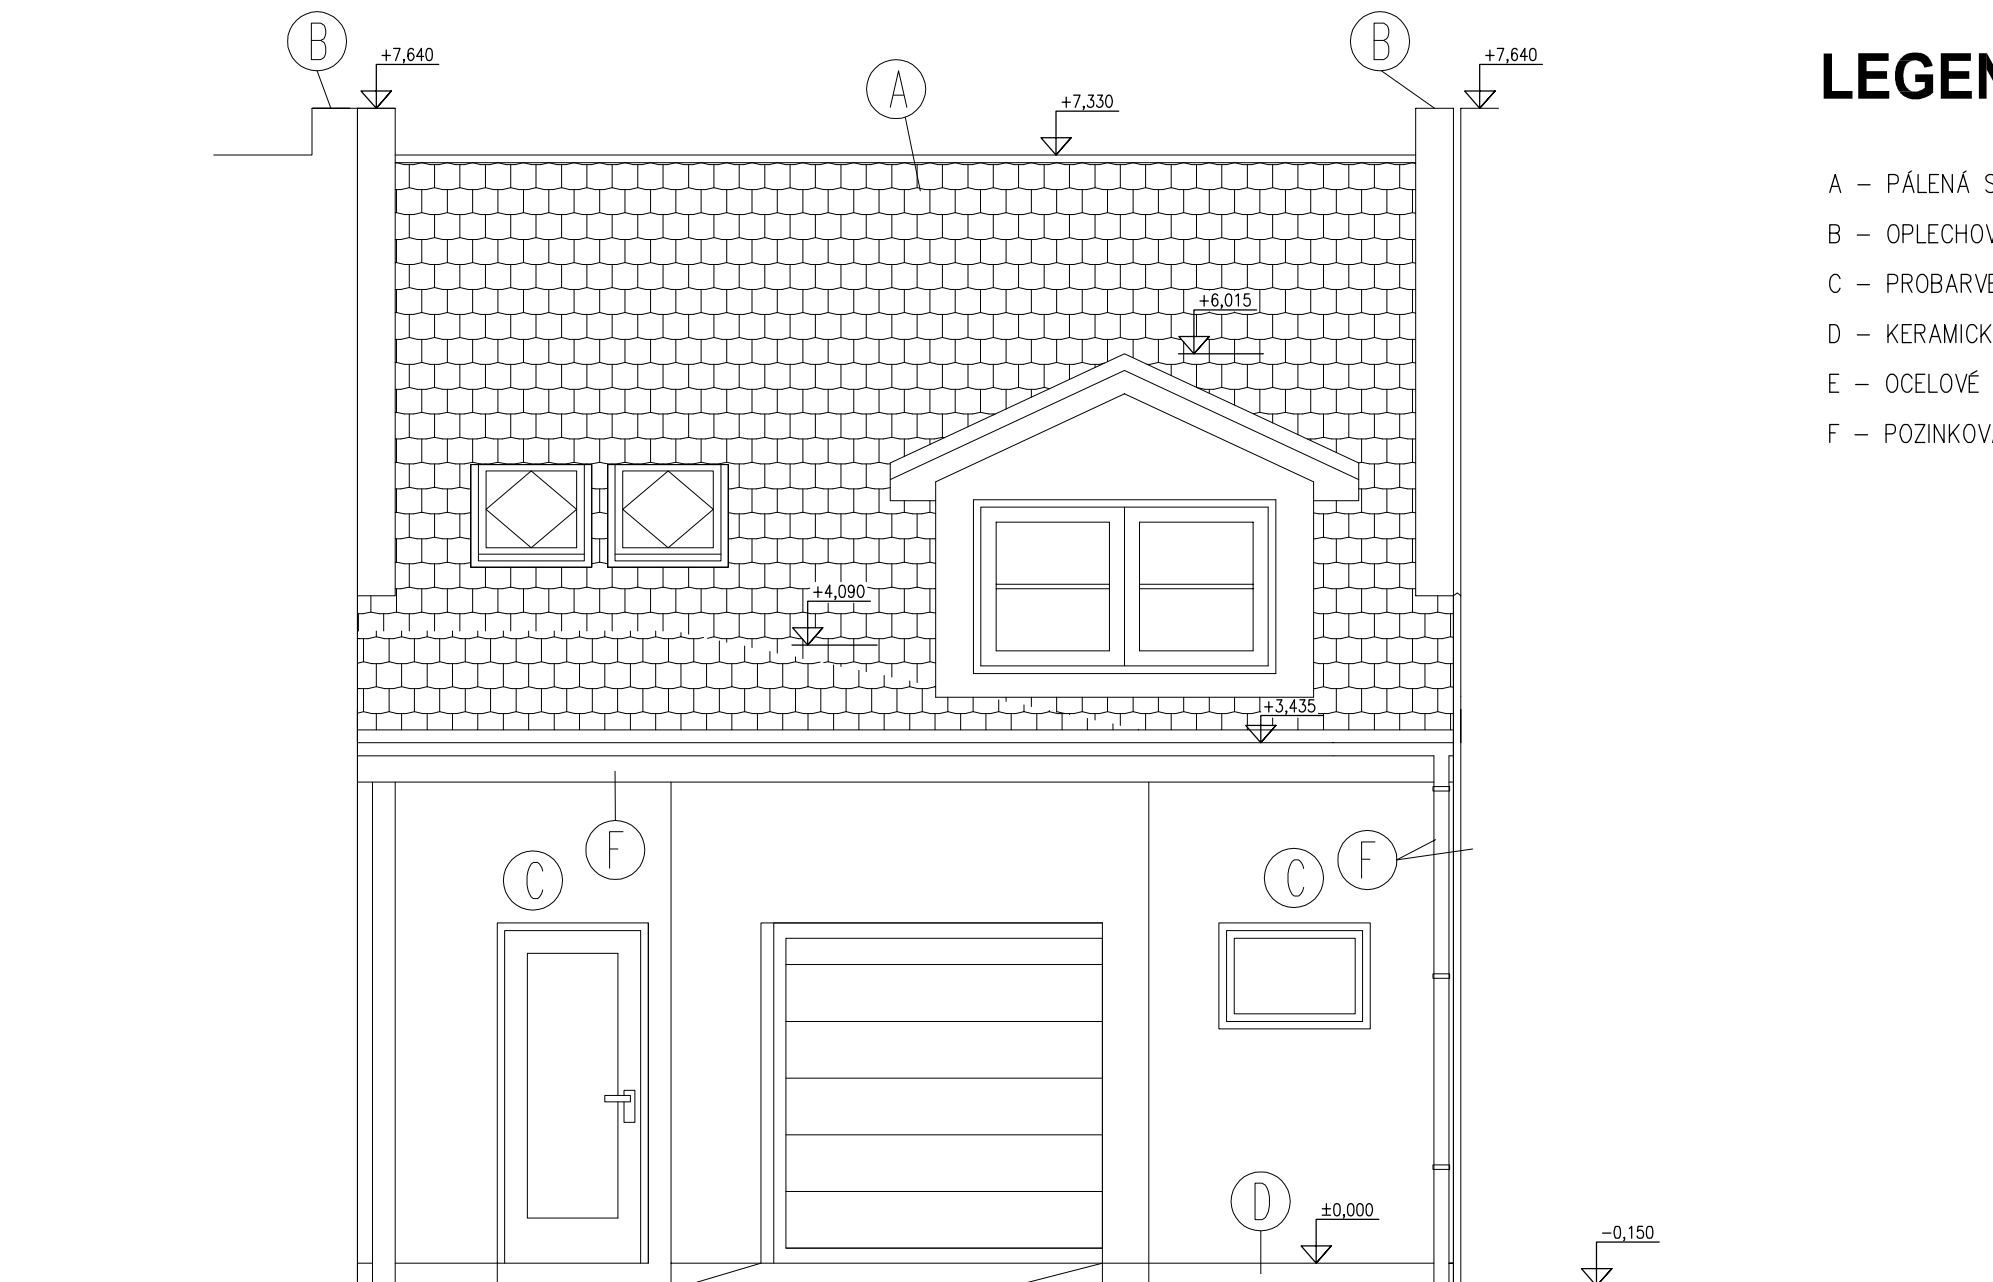 B
+7,640
B
+7,640
A
+7,330
+6,015
+4,090
+3,435
F
C
C
F
D
±0,000
-0,150
LEGEN
A - PÁLENÁ S
B - OPLECHOV
C - PROBARVE
D - KERAMICK
E - OCELOVÉ
F - POZINKOVA